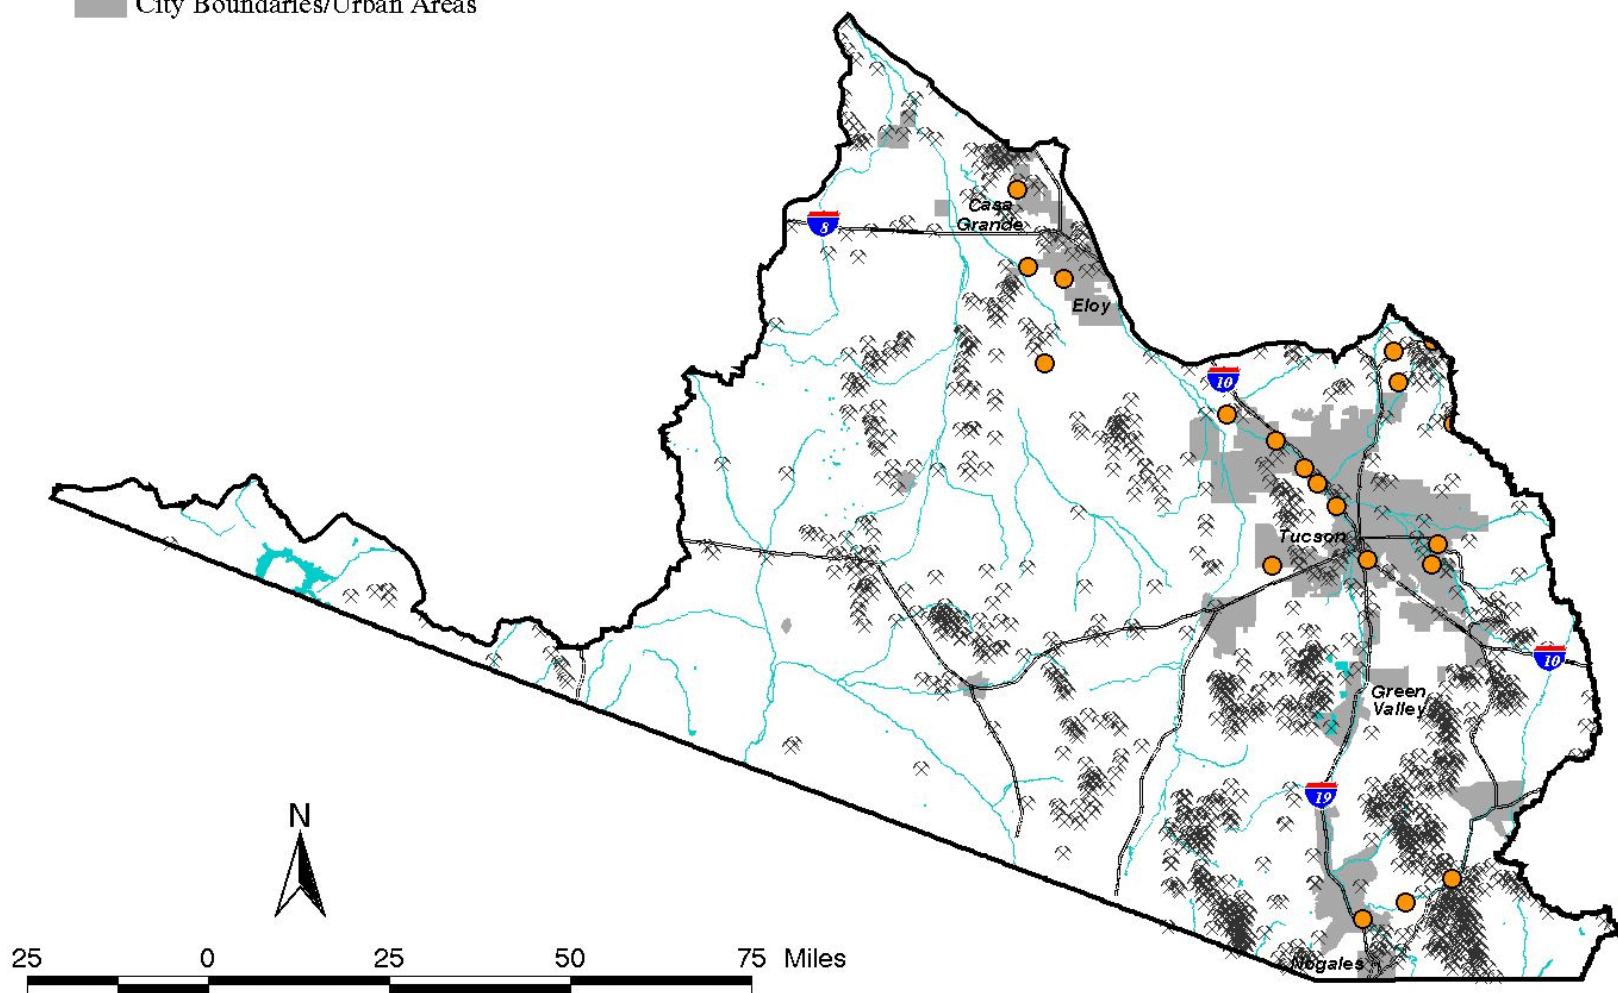 City Boundaries/Urban Areas
8
Casa
Grande
Eloy
10
Tucson
10
Green
Valley
19
N
Nogales
25 0 25 50 75 Miles